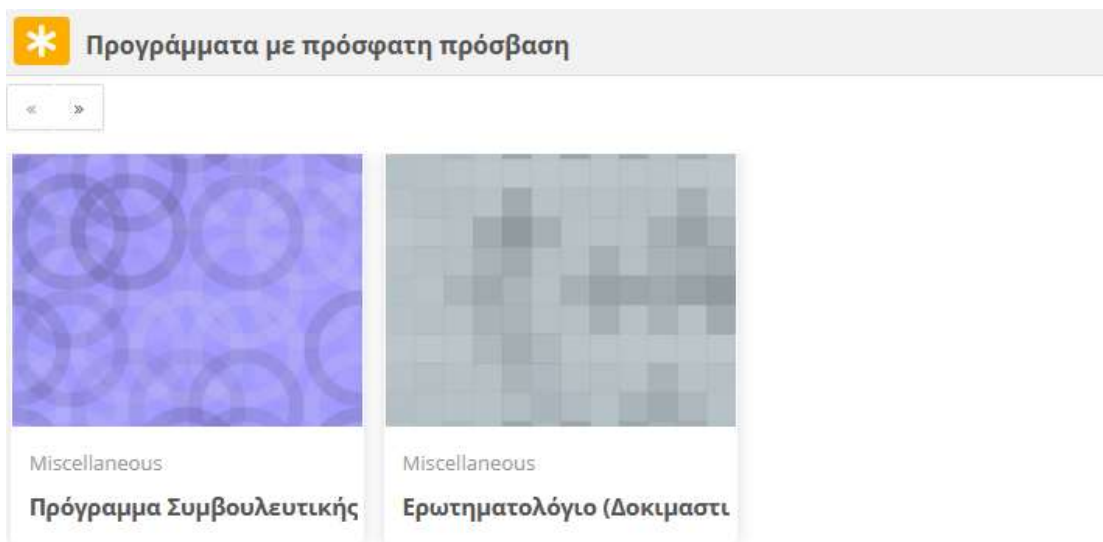 Προγράμματα με πρόσφατη πρόσβαση
« »
Miscellaneous
Πρόγραμμα Συμβουλευτικής
Miscellaneous
Ερωτηματολόγιο (Δοκιμαστι